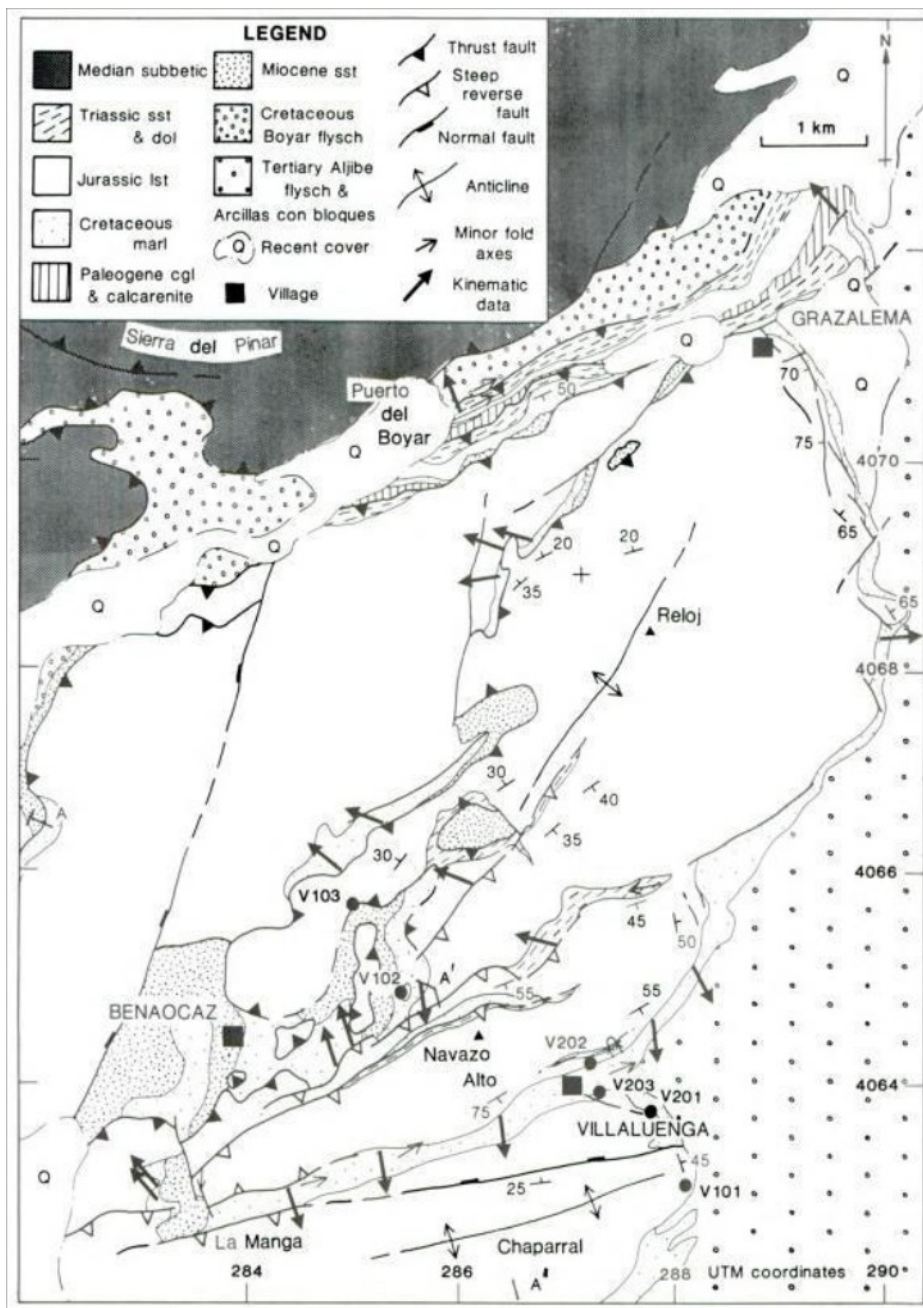 LEGEND
Median subbetic
Triassic sst
& dol
Jurassic lst
Cretaceous
marl
Paleogene cgl
& calcarenite
Miocene sst
Cretaceous
Boyar flysch
Tertiary Aljibe
flysch &
Arcillas con bloques
Q Recent cover
Village
Thrust fault
Steep
reverse
fault
Normal fault
Anticline
Minor fold
axes
Kinematic
data
N
Q
1 km
Q
Q
Q
GRAZALEMA
Sierra del Pinar
Q
Puerto
del
Boyar
50
70
Q
75
4070
Q
20
20
65
35
Q
65
Reloj
Q
4068
30
40
A
35
30
4066
V103
45
50
V102
A'
55
55
BENAOCAZ
V202
Navazo
Alto
V203
V201
4064
75
VILLALUENGA
Q
45
25
V101
La Manga
Chaparral
284
286
A'
288
UTM coordinates
290